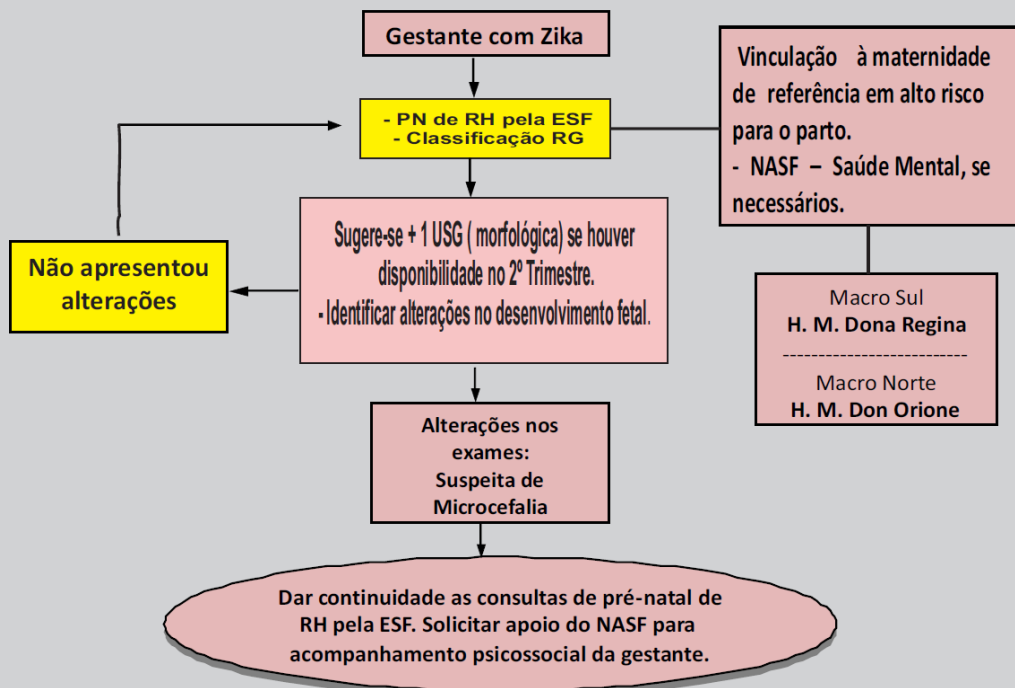 Gestante com Zika
- PN de RH pela ESF
- Classificação RG
Vinculação à maternidade
de referência em alto risco
para o parto.
- NASF – Saúde Mental, se
necessários.
Sugere-se + 1 USG ( morfológica) se houver
disponibilidade no 2º Trimestre.
- Identificar alterações no desenvolvimento fetal.
Não apresentou
alterações
Macro Sul
H. M. Dona Regina
--------------------------
Macro Norte
H. M. Don Orione
Alterações nos
exames:
Suspeita de
Microcefalia
Dar continuidade as consultas de pré-natal de
RH pela ESF. Solicitar apoio do NASF para
acompanhamento psicossocial da gestante.